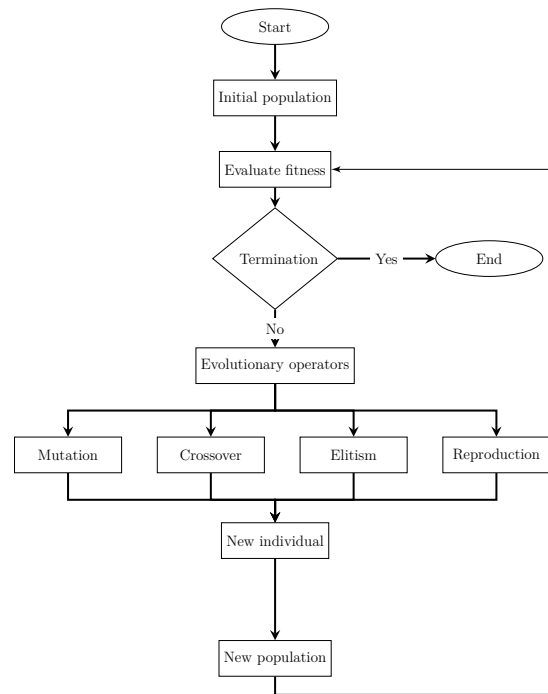 Start
Initial population
Evaluate fitness
Termination
Yes
End
No
Evolutionary operators
Mutation
Crossover
Elitism
Reproduction
New individual
New population